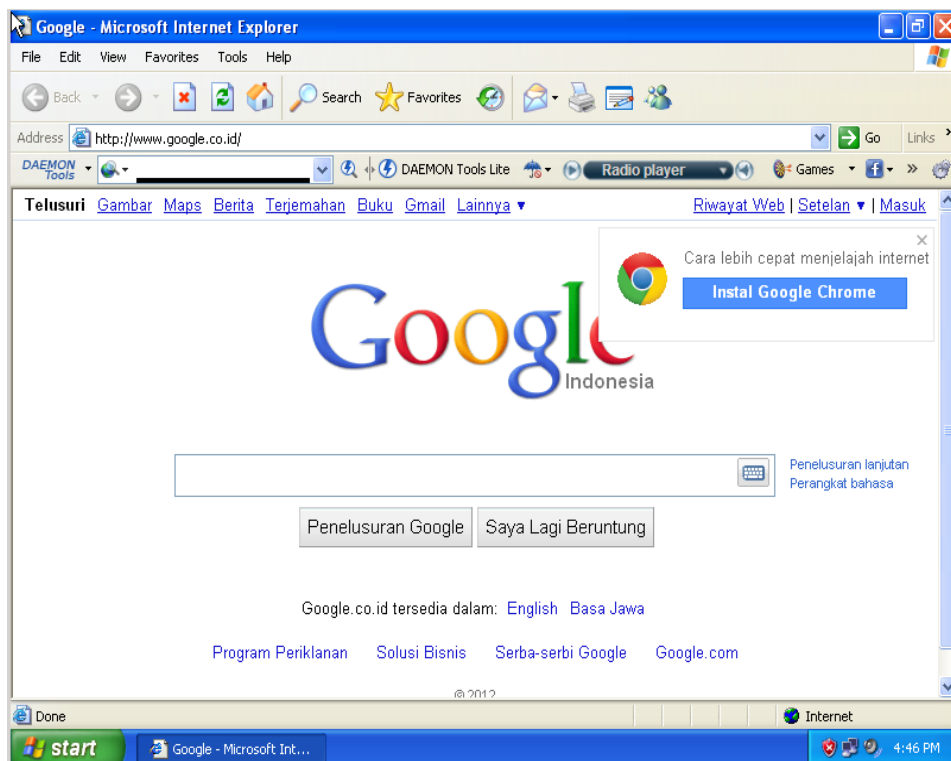 Google - Microsoft Internet Explorer
File Edit View Favorites Tools Help
Back Search Favorites
Address http://www.google.co.id/ Go Links
DAEMON Tools DAEMON Tools Lite Radio player Games
Telusuri Gambar Maps Berita Terjemahan Buku Gmail Lainnya ▼ Riwayat Web | Setelan ▼ | Masuk
Cara lebih cepat menjelajah internet
Instal Google Chrome
Google
Indonesia
Penelusuran lanjutan
Perangkat bahasa
Penelusuran Google Saya Lagi Beruntung
Google.co.id tersedia dalam: English Basa Jawa
Program Periklanan Solusi Bisnis Serba-serbi Google Google.com
© 2012
Done Internet
start Google - Microsoft Int... 4:46 PM